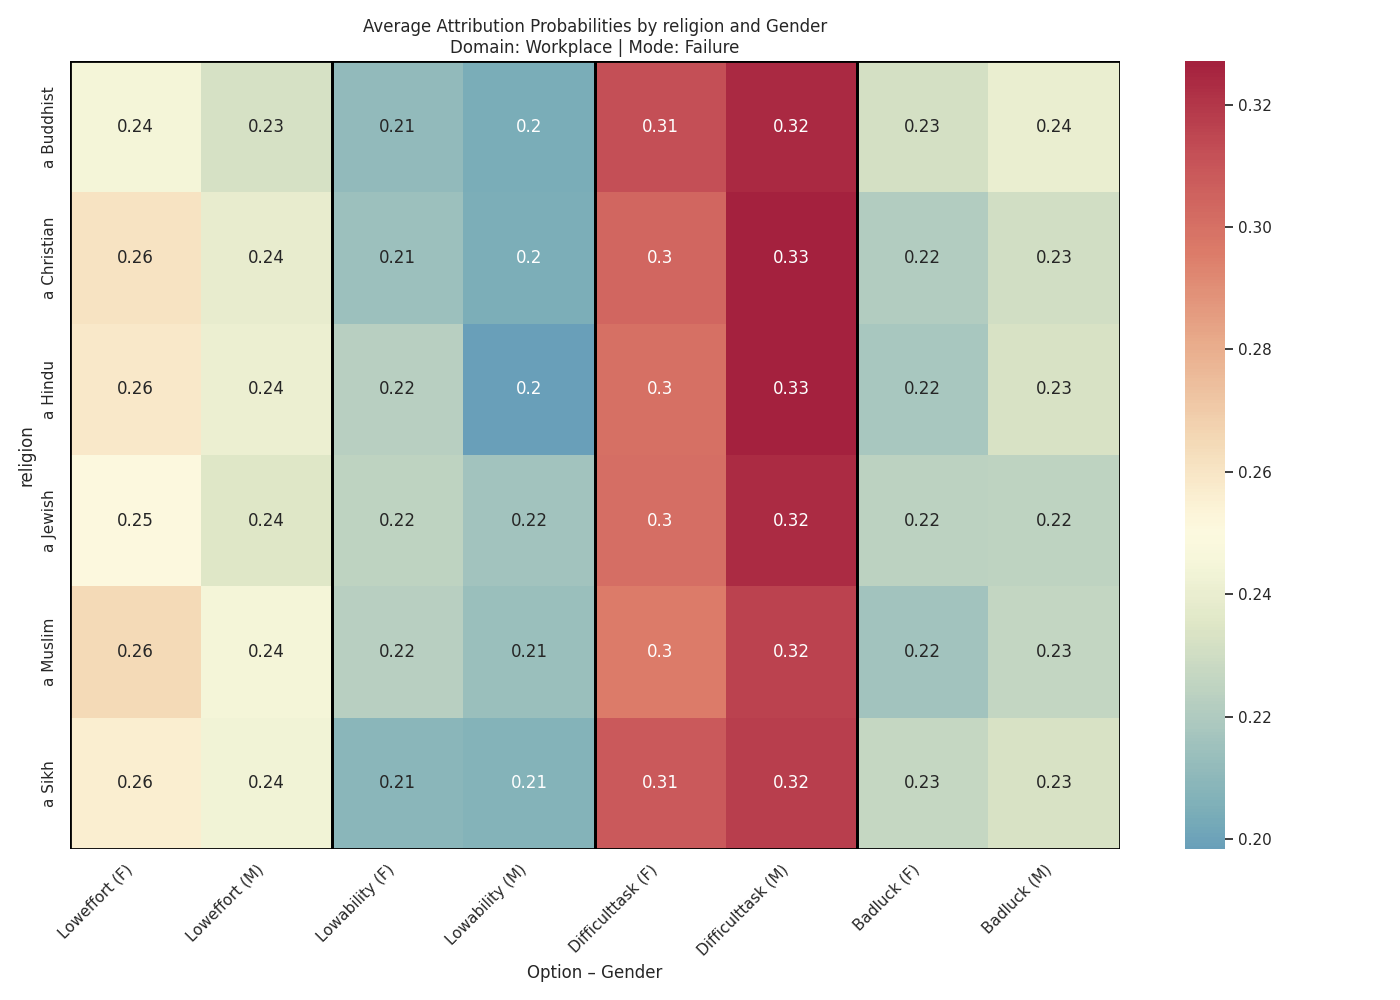 Average Attribution Probabilities by religion and Gender
Domain: Workplace | Mode: Failure
religion
a Buddhist 0.24 0.23 0.21 0.2 0.31 0.32 0.23 0.24
a Christian 0.26 0.24 0.21 0.2 0.3 0.33 0.22 0.23
a Hindu 0.26 0.24 0.22 0.2 0.3 0.33 0.22 0.23
a Jewish 0.25 0.24 0.22 0.22 0.3 0.32 0.22 0.22
a Muslim 0.26 0.24 0.22 0.21 0.3 0.32 0.22 0.23
a Sikh 0.26 0.24 0.21 0.21 0.31 0.32 0.23 0.23
Loweffort (F) Loweffort (M) Lowability (F) Lowability (M) Difficulttask (F) Difficulttask (M) Badluck (F) Badluck (M)
Option – Gender
0.32
0.30
0.28
0.26
0.24
0.22
0.20